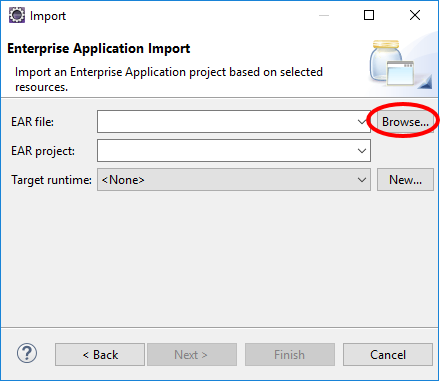 Import
Enterprise Application Import
Import an Enterprise Application project based on selected
resources.
EAR file:
Browse...
EAR project:
Target runtime:
<None>
New...
?
< Back
Next >
Finish
Cancel